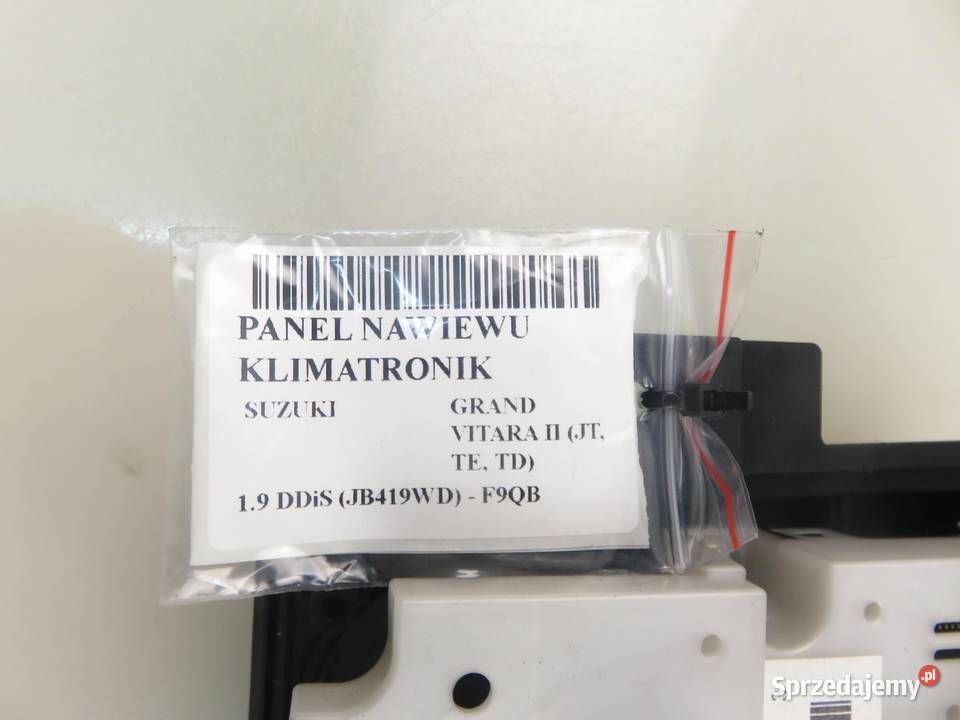 PANEL NAWIEWU
KLIMATRONIK
SUZUKI GRAND
VITARA II (JT,
TE, TD)
1.9 DDiS (JB419WD) - F9QB
Sprzedajemy.pl